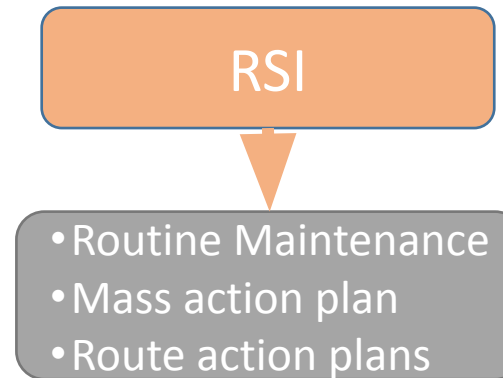 RSI
•Routine Maintenance
•Mass action plan
•Route action plans